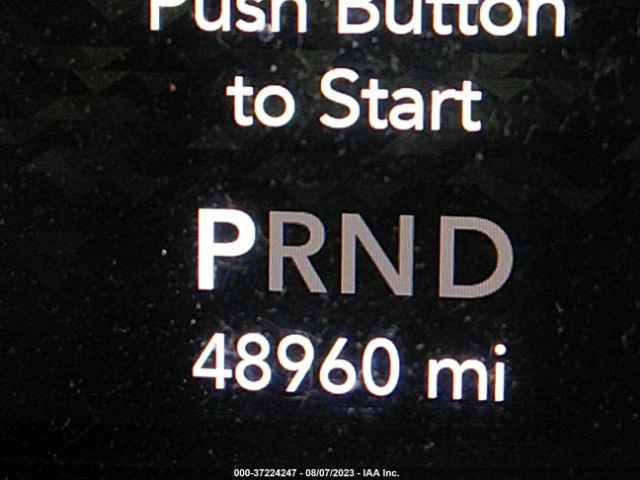 Push Button
to Start
PRND
48960 mi
000-37224247 - 08/07/2023 - IAA Inc.